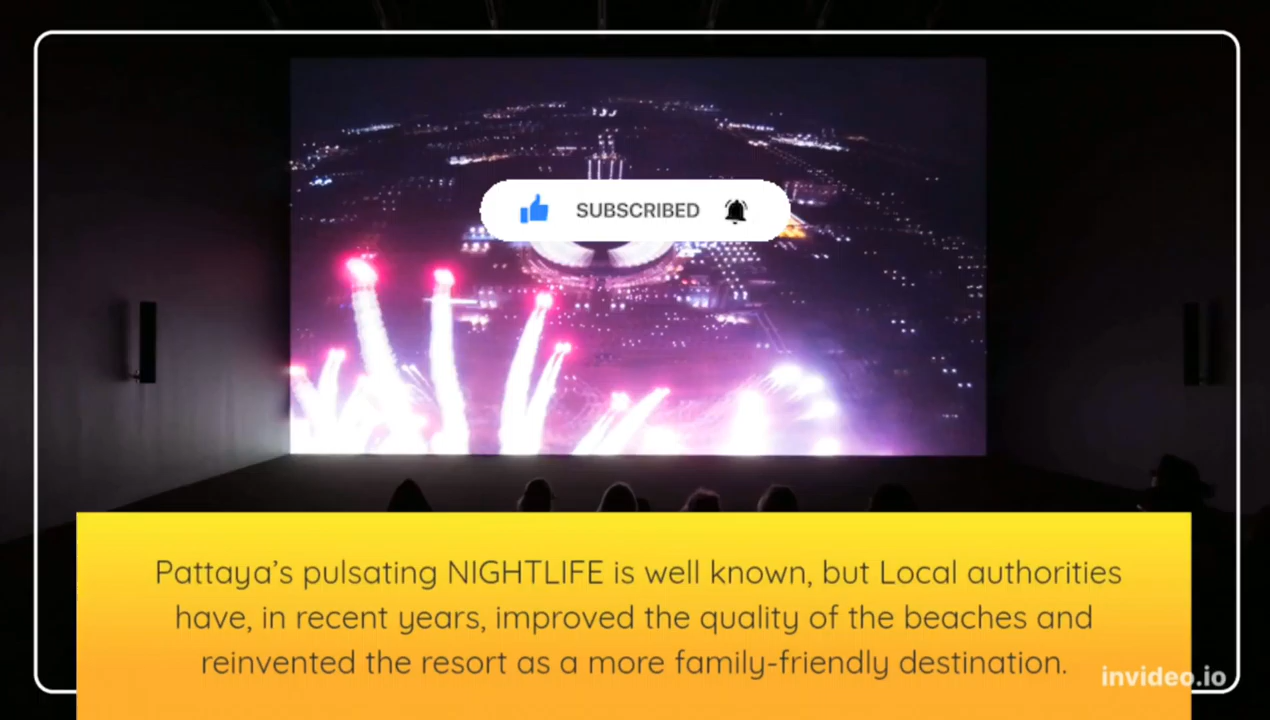 SUBSCRIBED
Pattaya's pulsating NIGHTLIFE is well known, but Local authorities
have, in recent years, improved the quality of the beaches and
reinvented the resort as a more family-friendly destination.
invideo.io